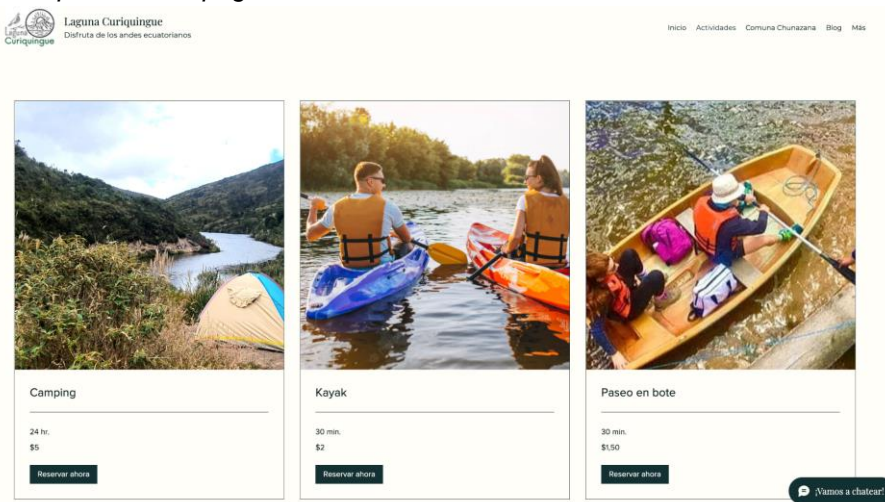 Laguna
Curiquingue
Laguna Curiquingue
Disfruta de los andes ecuatorianos
Inicio Actividades Comuna Chunazana Blog Más
Camping
24 hr.
$5
Reservar ahora
Kayak
30 min.
$2
Reservar ahora
Paseo en bote
30 min.
$1,50
Reservar ahora
¡Vamos a chatear!